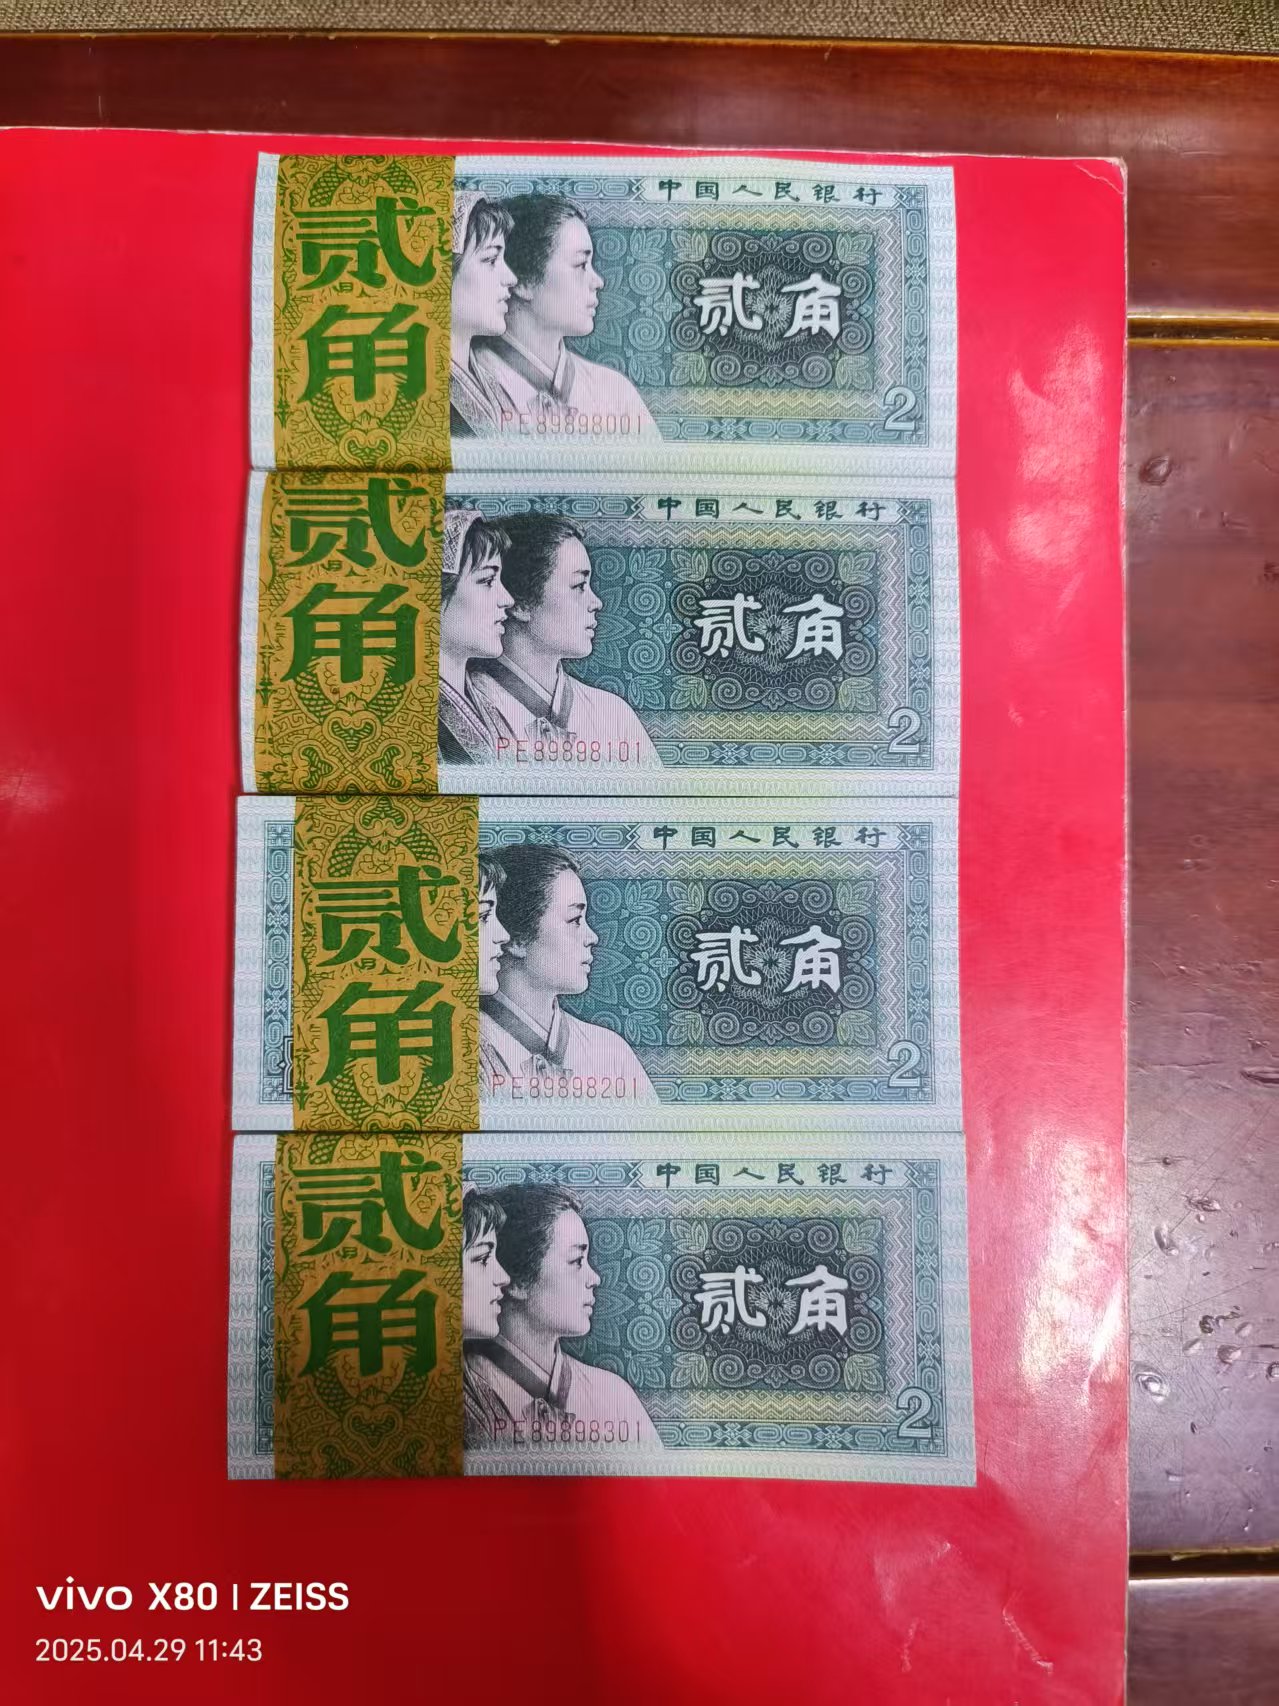 贰角
中国人民银行
贰角
PE89898001
2
贰角
中国人民银行
贰角
PE89898101
2
贰角
中国人民银行
贰角
PE89898201
2
贰角
中国人民银行
贰角
PE89898301
2
vivo X80 | ZEISS
2025.04.29 11:43